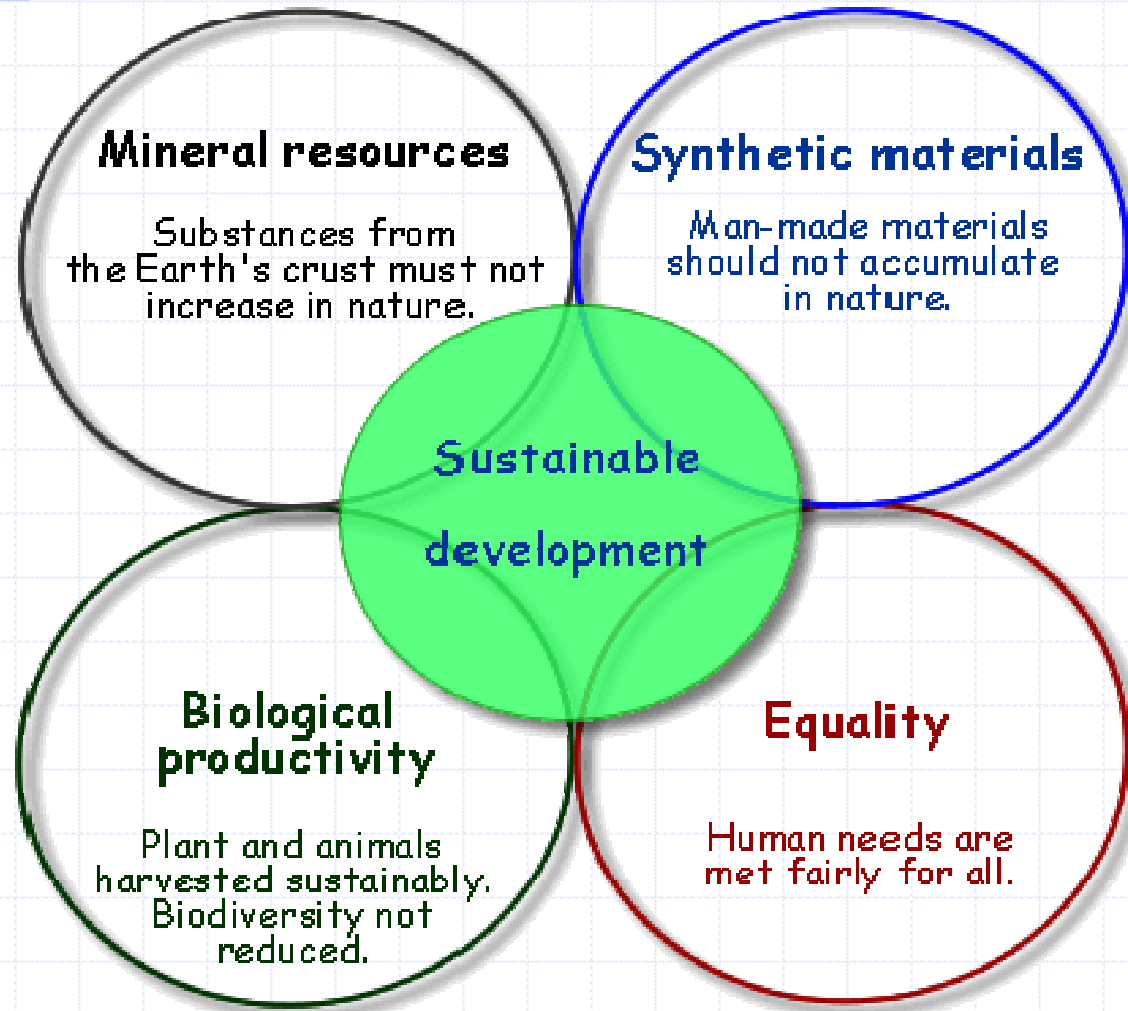 Mineral resources
Substances from
the Earth's crust must not
increase in nature.
Synthetic materials
Man-made materials
should not accumulate
in nature.
Sustainable
development
Biological
productivity
Plant and animals
harvested sustainably.
Biodiversity not
reduced.
Equality
Human needs are
met fairly for all.